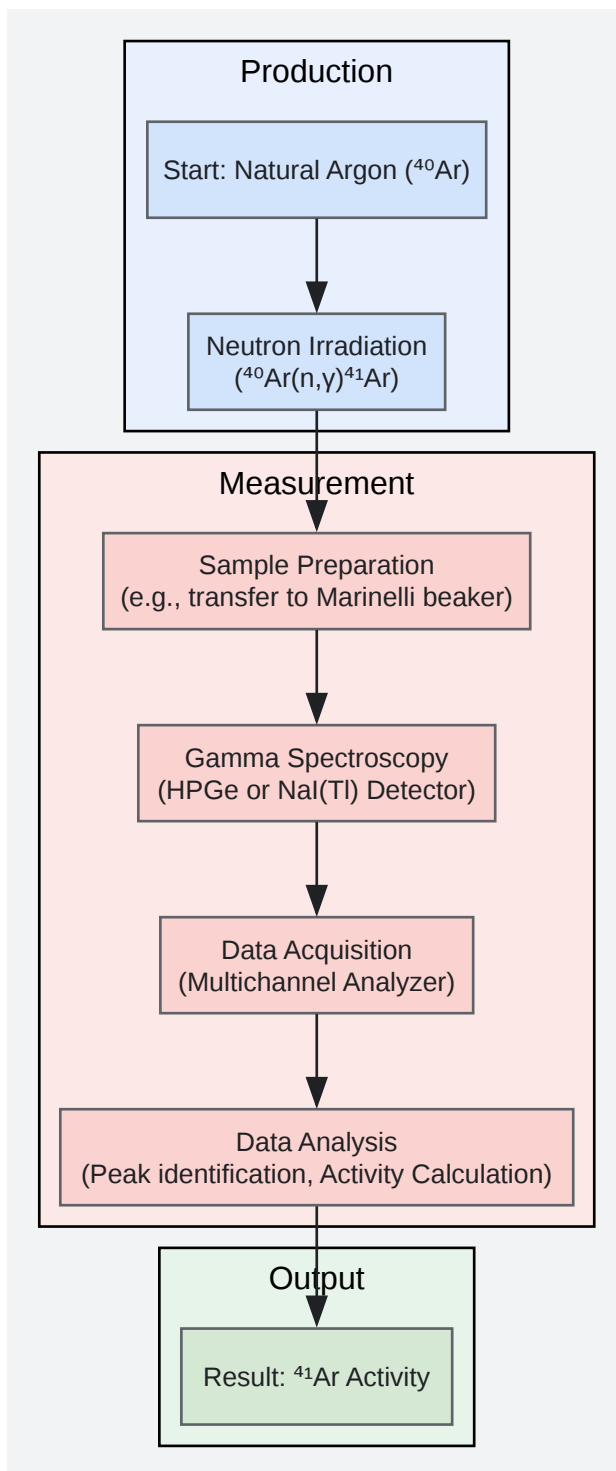 Production
Start: Natural Argon (⁴⁰Ar)
Neutron Irradiation
(⁴⁰Ar(n,γ)⁴¹Ar)
Measurement
Sample Preparation
(e.g., transfer to Marinelli beaker)
Gamma Spectroscopy
(HPGe or NaI(Tl) Detector)
Data Acquisition
(Multichannel Analyzer)
Data Analysis
(Peak identification, Activity Calculation)
Output
Result: ⁴¹Ar Activity